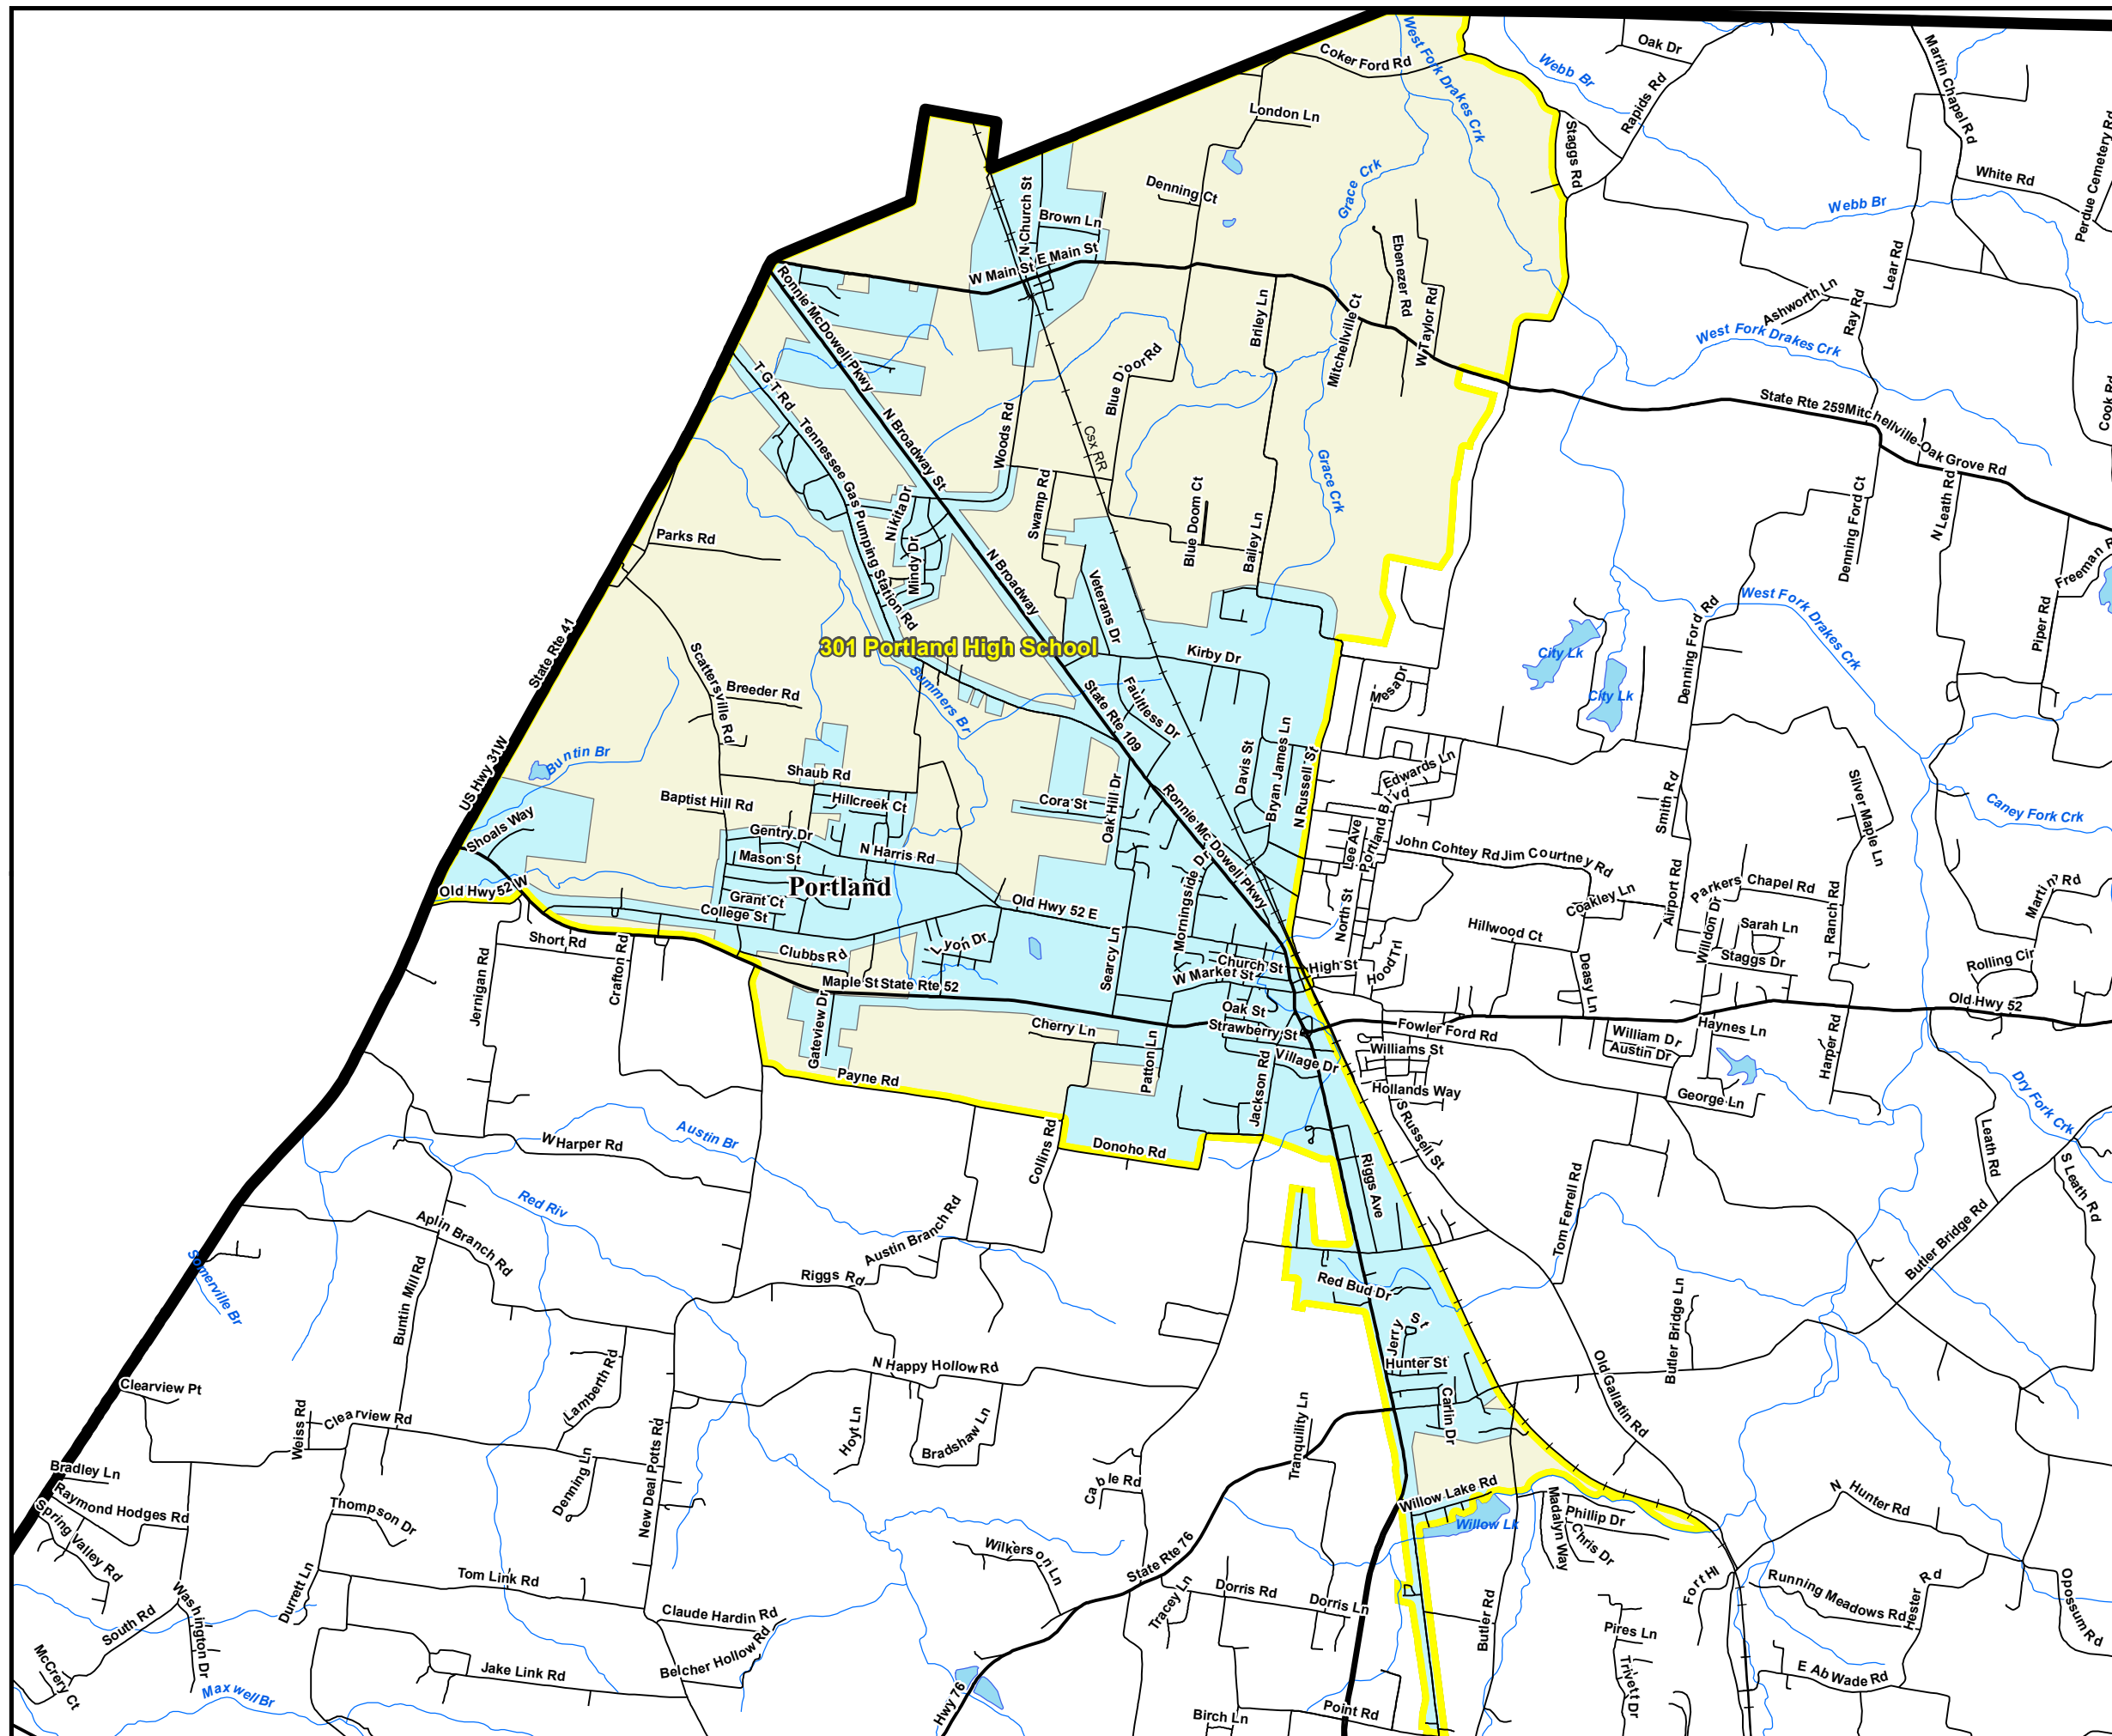 Coker Ford Rd
West Fork Drakes Crk
Oak Dr
Webb Br
Rapids Rd
Martin Chapel Rd
London Ln
Staggs Rd
Grace Crk
Denning Ct
White Rd
Webb Br
Perdue Cemetery Rd
N Church St
Brown Ln
W Main St
E Main St
Ebenezer Rd
W Taylor Rd
Lear Rd
Ashworth Ln
Ray Rd
Ronnie McDowell Pkwy
Briley Ln
Mitchellville Ct
West Fork Drakes Crk
T G T Rd
Blue Door Rd
State Rte 259
Mitchellville-Oak Grove Rd
Cook Rd
N Broadway St
Woods Rd
Csx RR
Tennessee Gas Pumping Station Rd
Grace Crk
Nikita Dr
Swamp Rd
Blue Doom Ct
Bailey Ln
Denning Ford Ct
N Leath Rd
Parks Rd
Mindy Dr
N Broadway
Veterans Dr
Freeman R
Piper Rd
West Fork Drakes Crk
Denning Ford Rd
State Rte 41
301 Portland High School
Kirby Dr
City Lk
City Lk
Scattersville Rd
Breeder Rd
Summers Br
State Rte 109
Faultless Dr
Mesa Dr
US Hwy 31W
Buntin Br
Shaub Rd
Davis St
Bryan James Ln
N Russell St
Edwards Ln
Portland Blvd
Smith Rd
Silver Maple Ln
Caney Fork Crk
Baptist Hill Rd
Hillcreek Ct
Cora St
Oak Hill Dr
Ronnie McDowell Pkwy
Shoals Way
Gentry Dr
Mason St
N Harris Rd
Lee Ave
John Cohtey Rd
Jim Courtney Rd
Old Hwy 52 W
Portland
Grant Ct
College St
Old Hwy 52 E
Morningside Dr
North St
Coakley Ln
Airport Rd
Parkers Chapel Rd
Willdon Dr
Sarah Ln
Ranch Rd
Martin Rd
Short Rd
Clubbs Rd
Lyon Dr
Searcy Ln
Hillwood Ct
Jernigan Rd
Crafton Rd
Church St
W Market St
High St
Hood Trl
Deasy Ln
Staggs Dr
Rolling Cir
Maple St
State Rte 52
Old Hwy 52
Gateview Dr
Cherry Ln
Oak St
Strawberry St
Fowler Ford Rd
William Dr
Austin Dr
Haynes Ln
Harper Rd
Patton Ln
Village Dr
Williams St
Payne Rd
Jackson Rd
Hollands Way
George Ln
Dry Fork Crk
W Harper Rd
Austin Br
Collins Rd
Donoho Rd
S Russell St
Leath Rd
S Leath Rd
Red Riv
Riggs Ave
Tom Ferrell Rd
Aplin Branch Rd
Austin Branch Rd
Butler Bridge Rd
Somerville Br
Riggs Rd
Red Bud Dr
Buntin Mill Rd
Butler Bridge Ln
Jerry St
N Happy Hollow Rd
Hunter St
Old Gallatin Rd
Clearview Pt
Lamberth Rd
Carlin Dr
Weiss Rd
Clearview Rd
Hoyt Ln
Bradshaw Ln
Tranquility Ln
New Deal Potts Rd
Bradley Ln
Denning Ln
Cable Rd
Willow Lake Rd
Raymond Hodges Rd
Thompson Dr
Spring Valley Rd
Willow Lk
Madalyn Way
Phillip Dr
Chris Dr
N Hunter Rd
Wilkerson Ln
State Rte 76
Fort Hl
Running Meadows Rd
Hester Rd
Opossum Rd
Durrett Ln
Tom Link Rd
Washington Dr
Tracey Ln
Dorris Rd
Dorris Ln
Butler Rd
South Rd
Claude Hardin Rd
Pires Ln
McCrery Ct
Belcher Hollow Rd
Jake Link Rd
Trivett Dr
E Ab Wade Rd
Maxwell Br
Hwy 76
Birch Ln
Point Rd